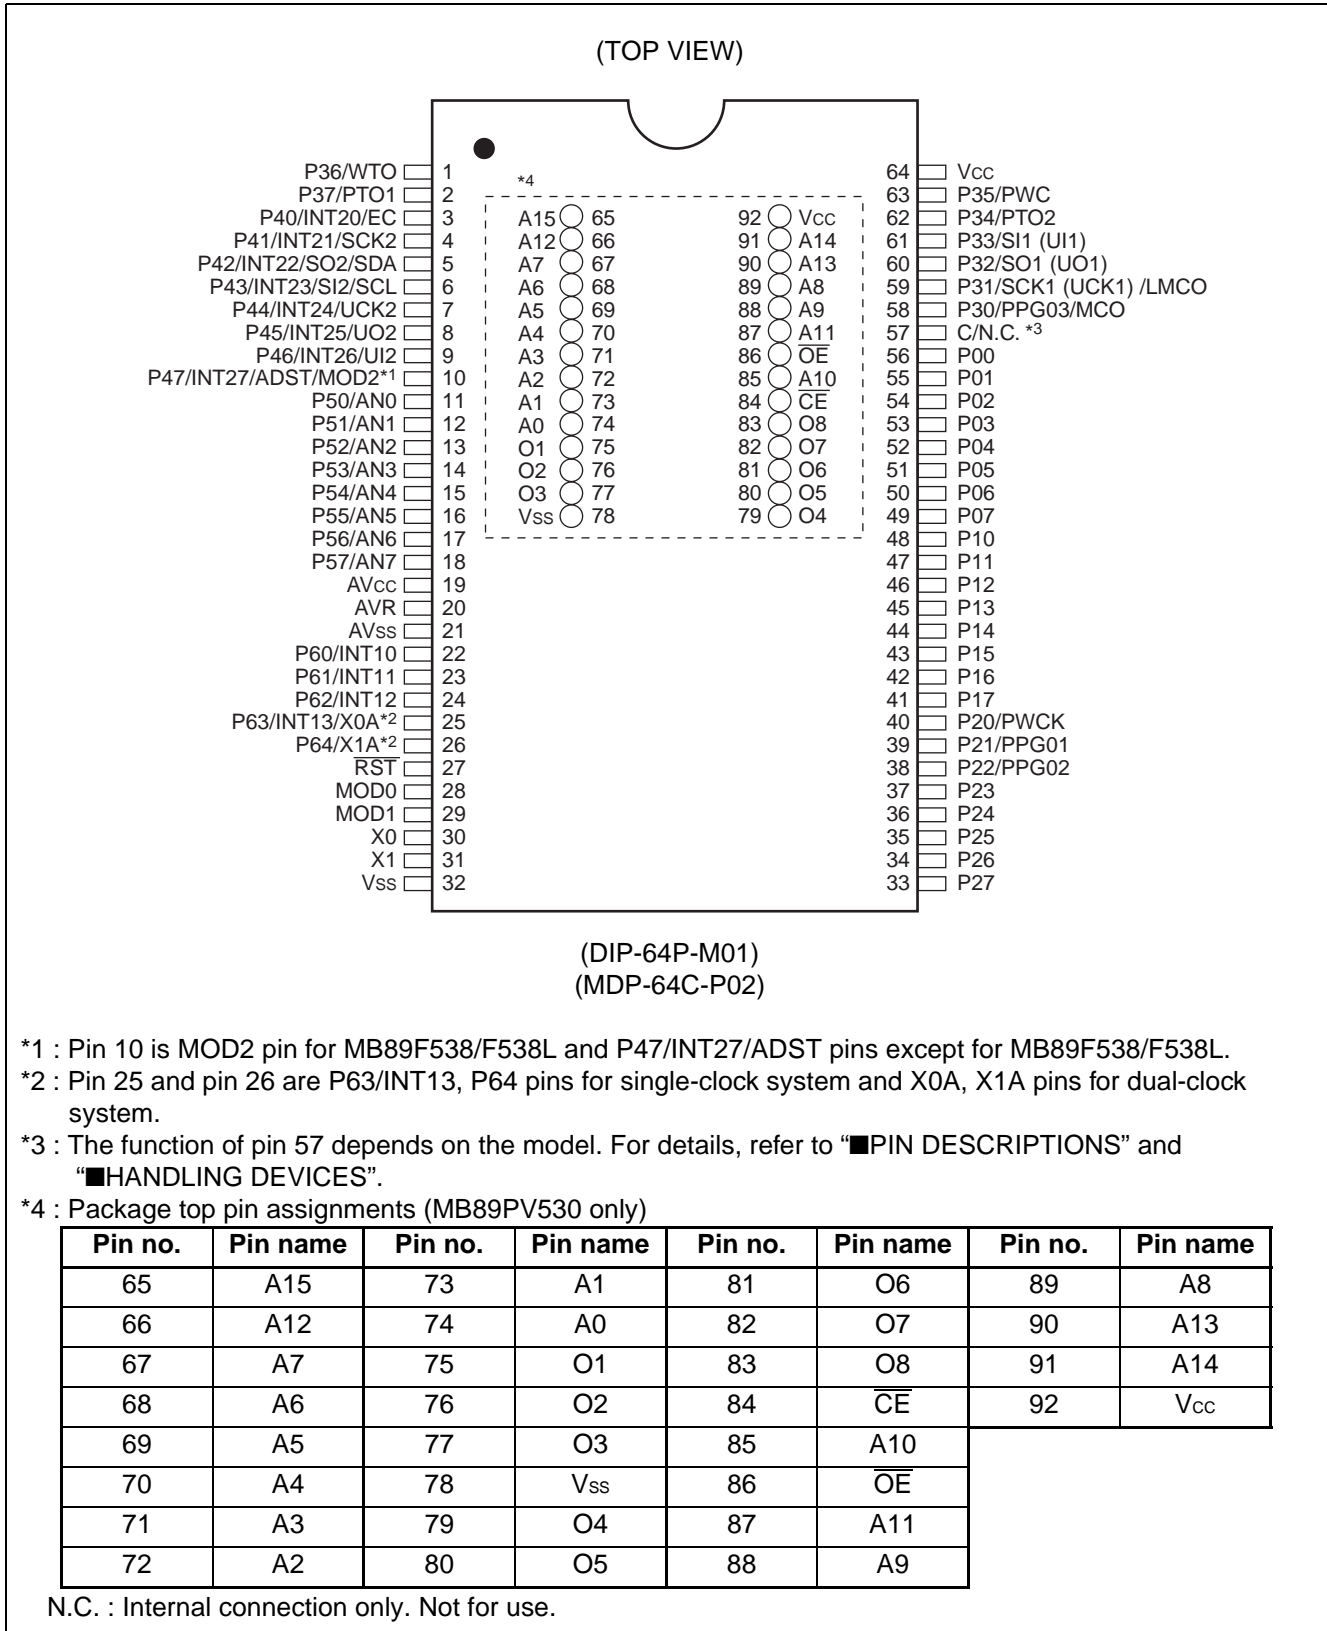 (TOP VIEW)
P36/WTO 1 64 Vcc
P37/PTO1 2 *4 63 P35/PWC
P40/INT20/EC 3 A15 65 92 Vcc 62 P34/PTO2
P41/INT21/SCK2 4 A12 66 91 A14 61 P33/SI1 (UI1)
P42/INT22/SO2/SDA 5 A7 67 90 A13 60 P32/SO1 (UO1)
P43/INT23/SI2/SCL 6 A6 68 89 A8 59 P31/SCK1 (UCK1) /LMCO
P44/INT24/UCK2 7 A5 69 88 A9 58 P30/PPG03/MCO
P45/INT25/UO2 8 A4 70 87 A11 57 C/N.C. *3
P46/INT26/UI2 9 A3 71 86 O̅E̅ 56 P00
P47/INT27/ADST/MOD2*1 10 A2 72 85 A10 55 P01
P50/AN0 11 A1 73 84 C̅E̅ 54 P02
P51/AN1 12 A0 74 83 O8 53 P03
P52/AN2 13 O1 75 82 O7 52 P04
P53/AN3 14 O2 76 81 O6 51 P05
P54/AN4 15 O3 77 80 O5 50 P06
P55/AN5 16 Vss 78 79 O4 49 P07
P56/AN6 17 48 P10
P57/AN7 18 47 P11
AVcc 19 46 P12
AVR 20 45 P13
AVss 21 44 P14
P60/INT10 22 43 P15
P61/INT11 23 42 P16
P62/INT12 24 41 P17
P63/INT13/X0A*2 25 40 P20/PWCK
P64/X1A*2 26 39 P21/PPG01
R̅S̅T̅ 27 38 P22/PPG02
MOD0 28 37 P23
MOD1 29 36 P24
X0 30 35 P25
X1 31 34 P26
Vss 32 33 P27
(DIP-64P-M01)
(MDP-64C-P02)
*1 : Pin 10 is MOD2 pin for MB89F538/F538L and P47/INT27/ADST pins except for MB89F538/F538L.
*2 : Pin 25 and pin 26 are P63/INT13, P64 pins for single-clock system and X0A, X1A pins for dual-clock
system.
*3 : The function of pin 57 depends on the model. For details, refer to “■PIN DESCRIPTIONS” and
“■HANDLING DEVICES”.
*4 : Package top pin assignments (MB89PV530 only)
Pin no. Pin name Pin no. Pin name Pin no. Pin name Pin no. Pin name
65 A15 73 A1 81 O6 89 A8
66 A12 74 A0 82 O7 90 A13
67 A7 75 O1 83 O8 91 A14
68 A6 76 O2 84 C̅E̅ 92 Vcc
69 A5 77 O3 85 A10
70 A4 78 Vss 86 O̅E̅
71 A3 79 O4 87 A11
72 A2 80 O5 88 A9
N.C. : Internal connection only. Not for use.